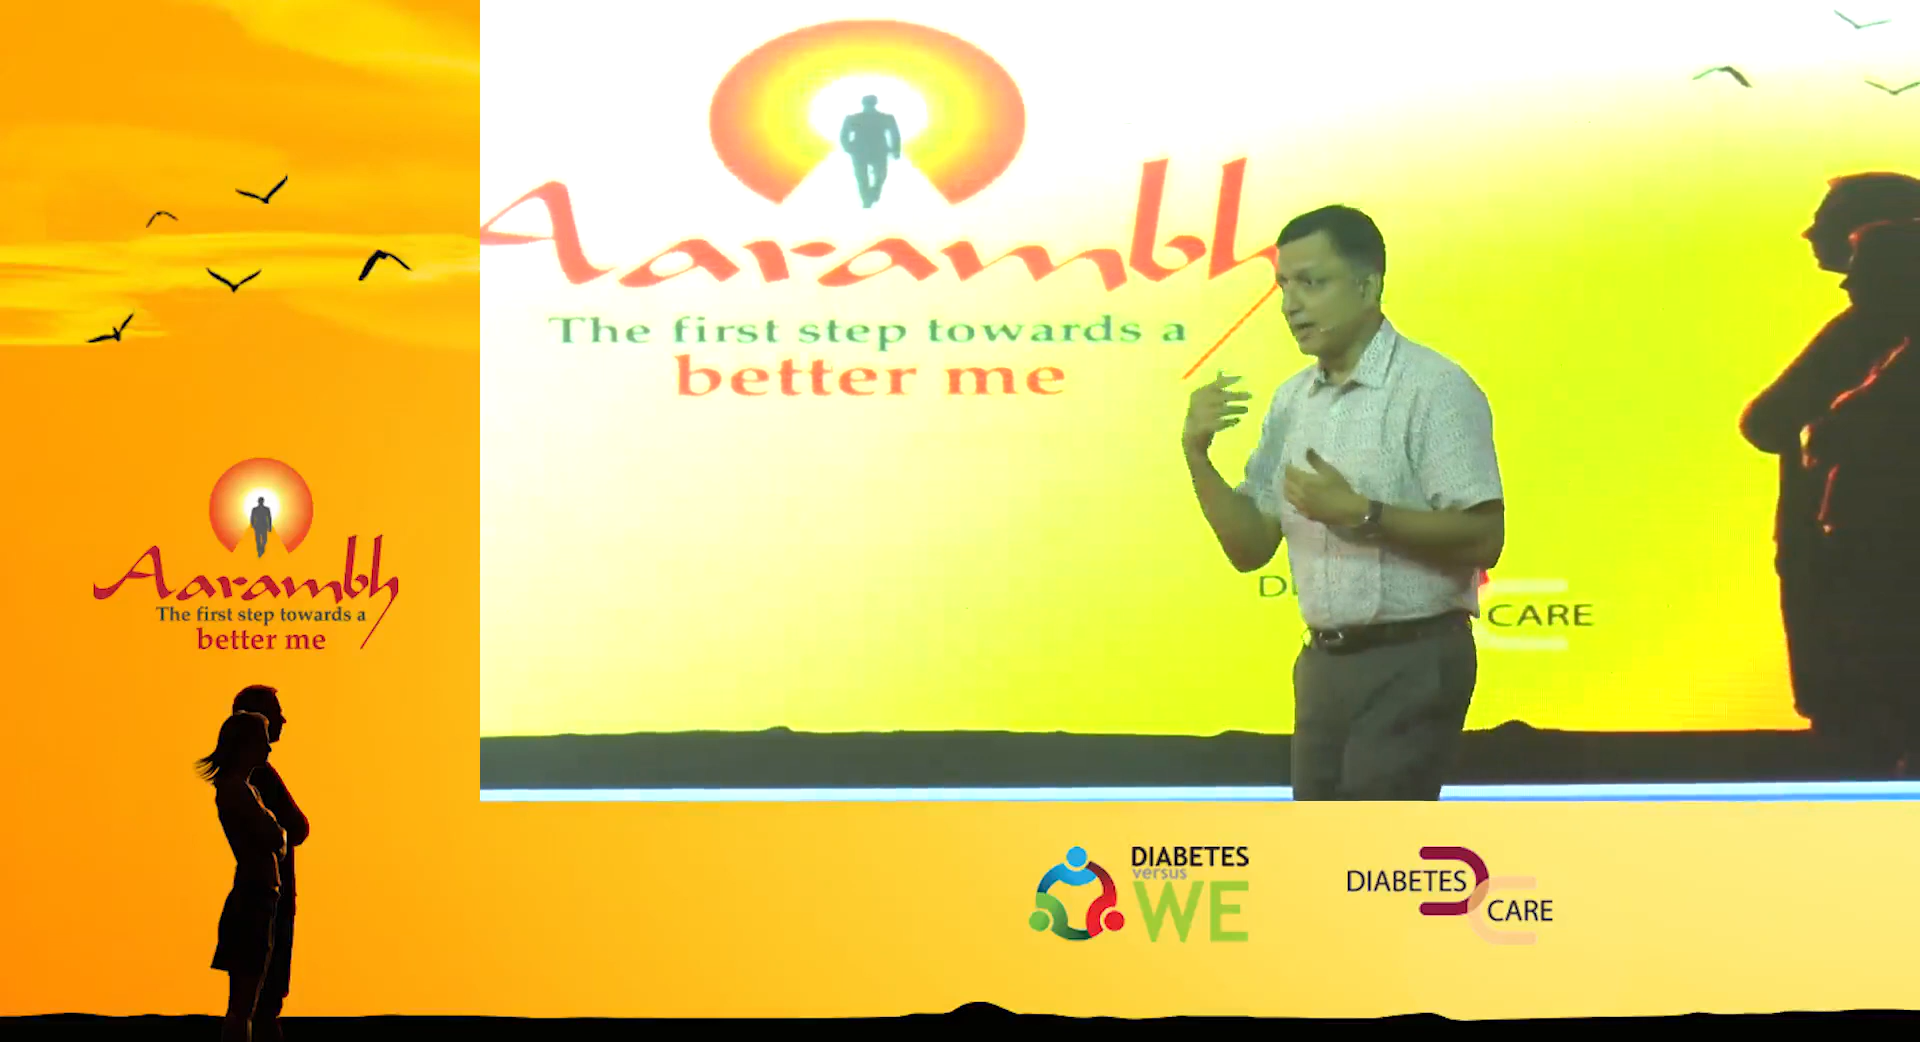 Aarambh
The first step towards a
better me
Aarambh
The first step towards a
better me
CARE
DIABETES
versus
WE
DIABETES
CARE